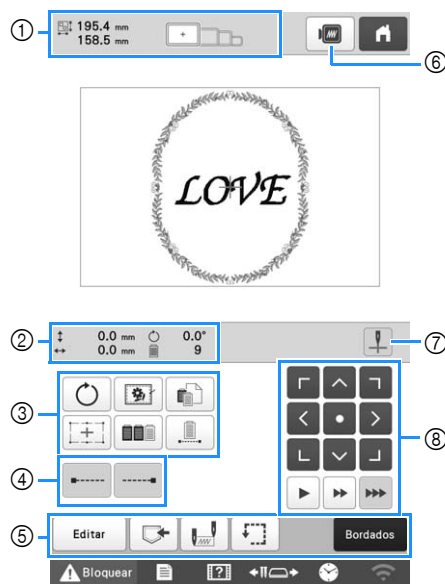 ① 195.4 mm
158.5 mm
⑥
LOVE
② 0.0 mm 0.0°
0.0 mm 9
⑦
③
④
⑧
⑤ Editar Bordados
Bloquear